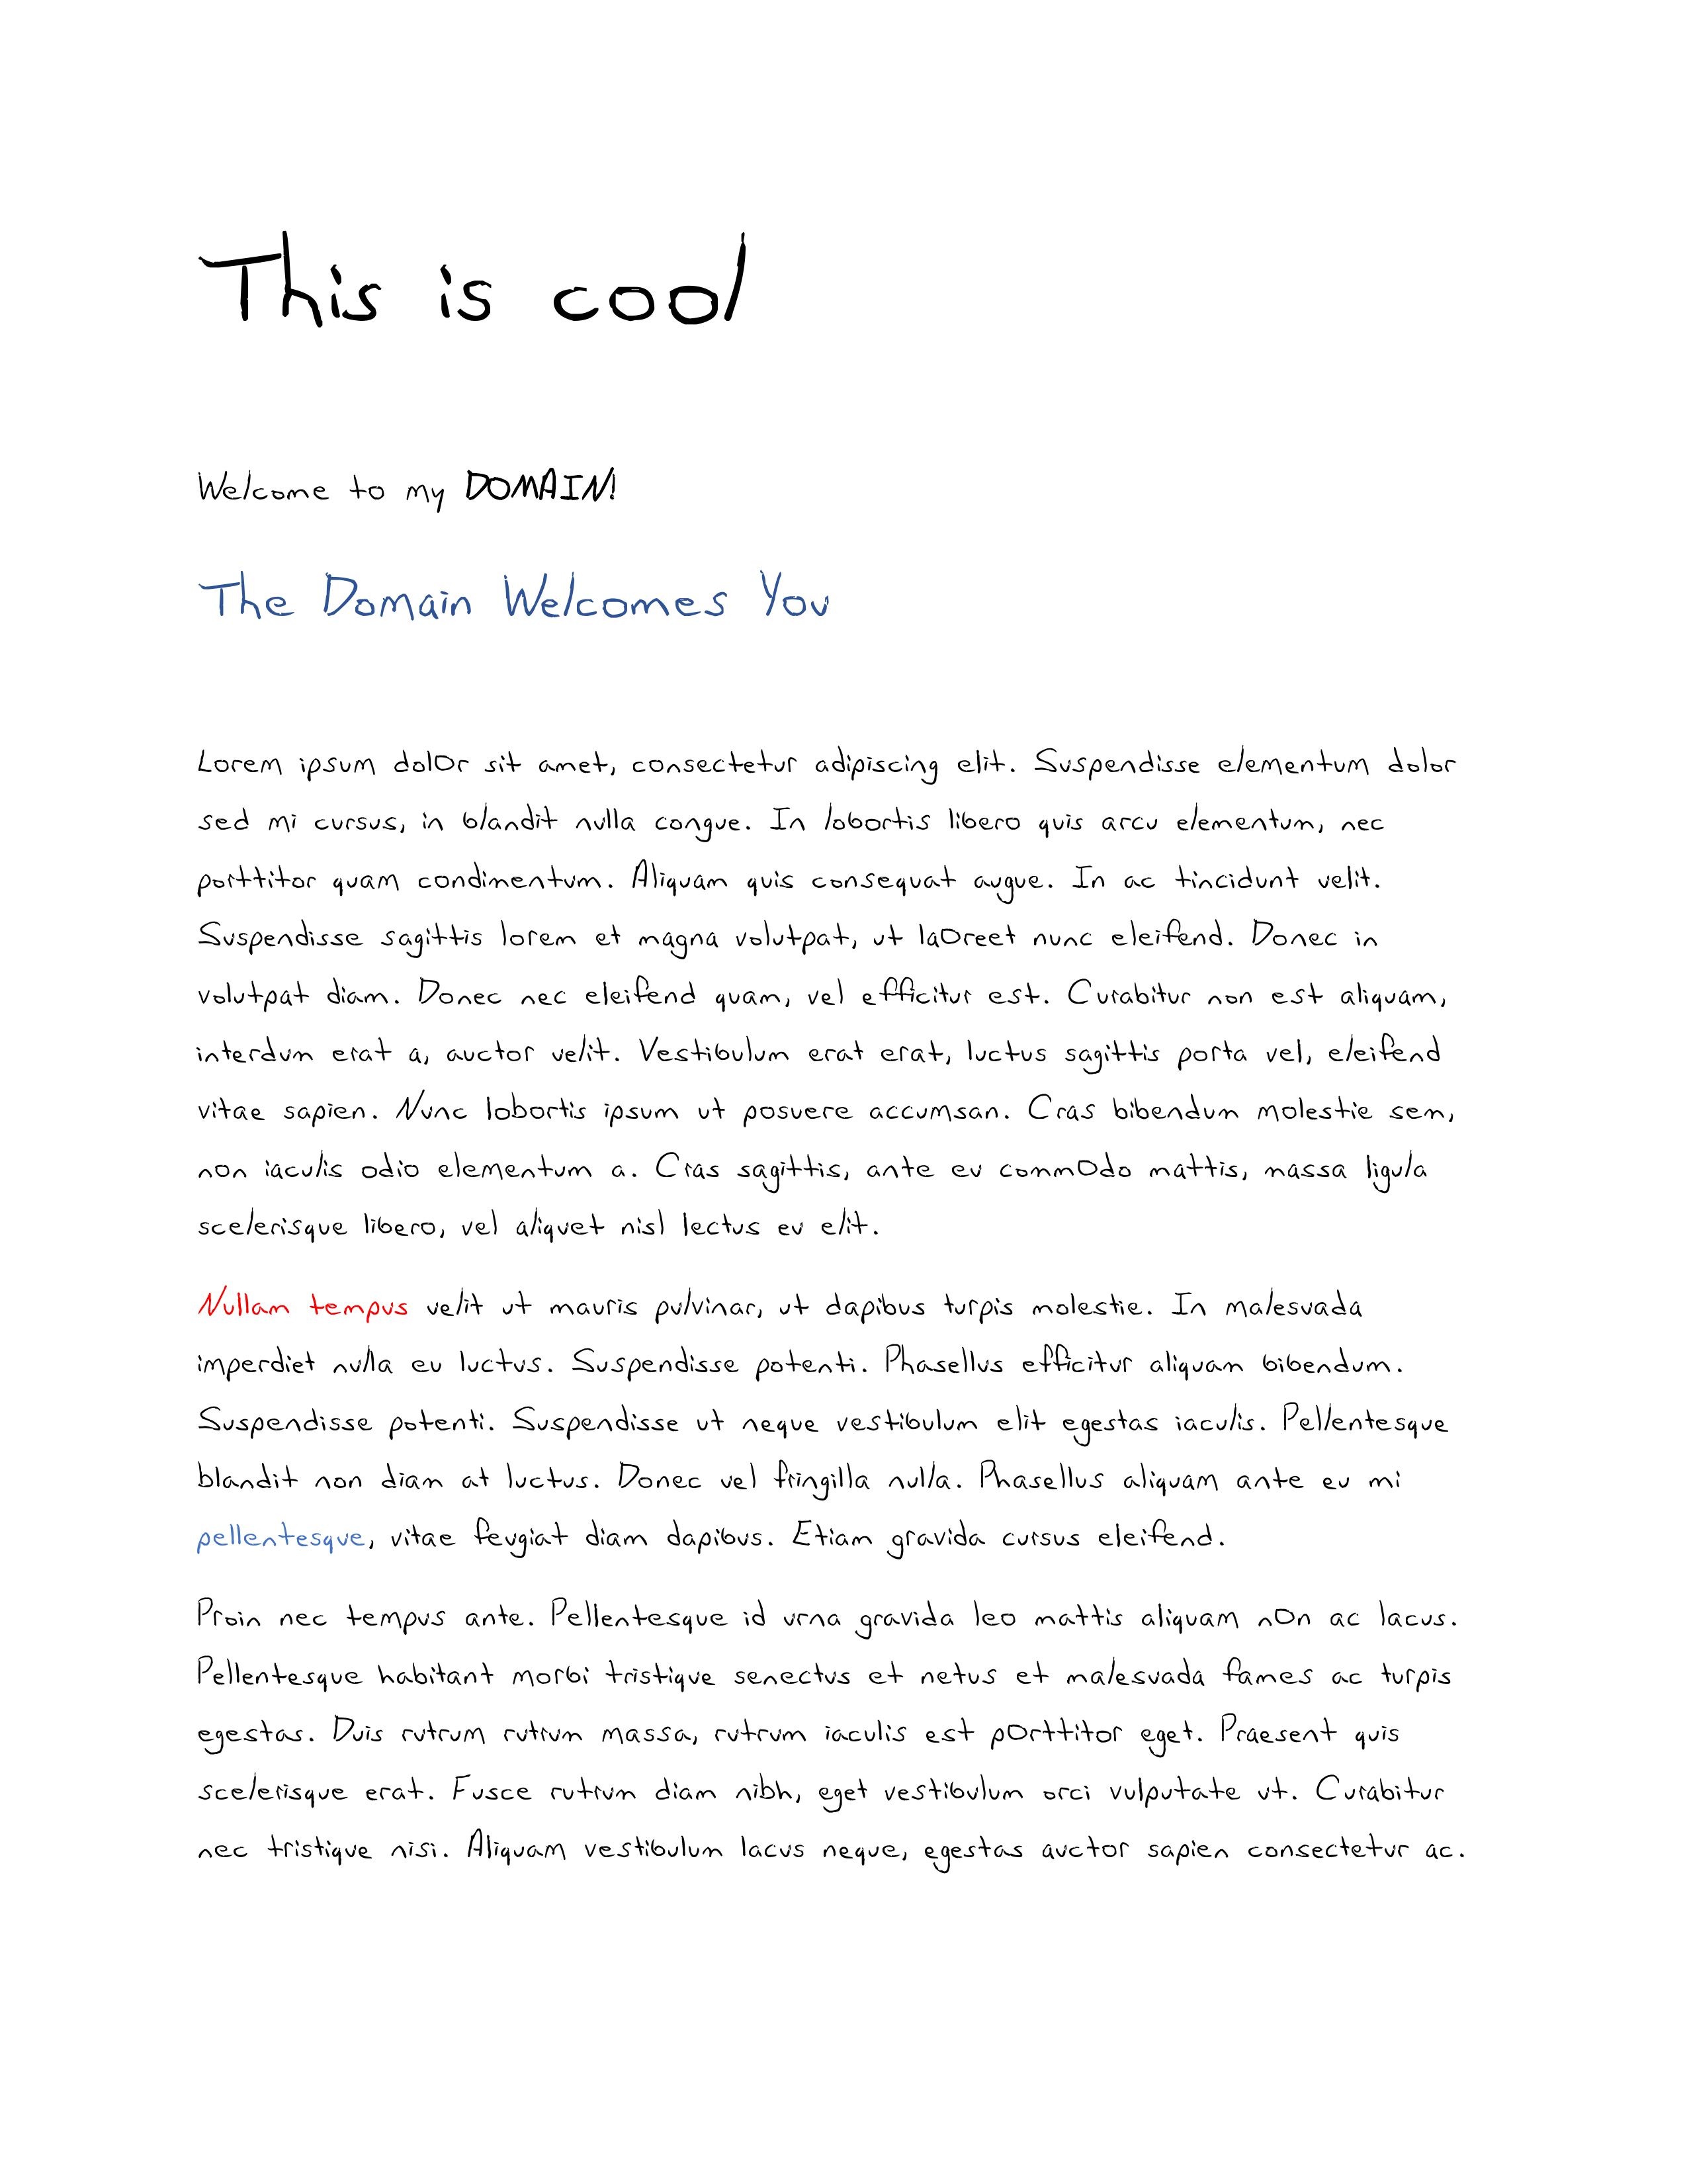 This is cool
Welcome to my DOMAIN!
The Domain Welcomes You
Lorem ipsum dolOr sit amet, consectetur adipiscing elit. Suspendisse elementum dolor
sed mi cursus, in blandit nulla congue. In lobortis libero quis arcu elementum, nec
porttitor quam condimentum. Aliquam quis consequat augue. In ac tincidunt velit.
Suspendisse sagittis lorem et magna volutpat, ut laOreet nunc eleifend. Donec in
volutpat diam. Donec nec eleifend quam, vel efficitur est. Curabitur non est aliquam,
interdum erat a, auctor velit. Vestibulum erat erat, luctus sagittis porta vel, eleifend
vitae sapien. Nunc lobortis ipsum ut posuere accumsan. Cras bibendum molestie sem,
non iaculis odio elementum a. Cras sagittis, ante eu commOdo mattis, massa ligula
scelerisque libero, vel aliquet nisl lectus eu elit.
Nullam tempus velit ut mauris pulvinar, ut dapibus turpis molestie. In malesuada
imperdiet nulla eu luctus. Suspendisse potenti. Phasellus efficitur aliquam bibendum.
Suspendisse potenti. Suspendisse ut neque vestibulum elit egestas iaculis. Pellentesque
blandit non diam at luctus. Donec vel fringilla nulla. Phasellus aliquam ante eu mi
pellentesque, vitae feugiat diam dapibus. Etiam gravida cursus eleifend.
Proin nec tempus ante. Pellentesque id urna gravida leo mattis aliquam nOn ac lacus.
Pellentesque habitant morbi tristique senectus et netus et malesuada fames ac turpis
egestas. Duis rutrum rutrum massa, rutrum iaculis est pOrttitor eget. Praesent quis
scelerisque erat. Fusce rutrum diam nibh, eget vestibulum orci vulputate ut. Curabitur
nec tristique nisi. Aliquam vestibulum lacus neque, egestas auctor sapien consectetur ac.